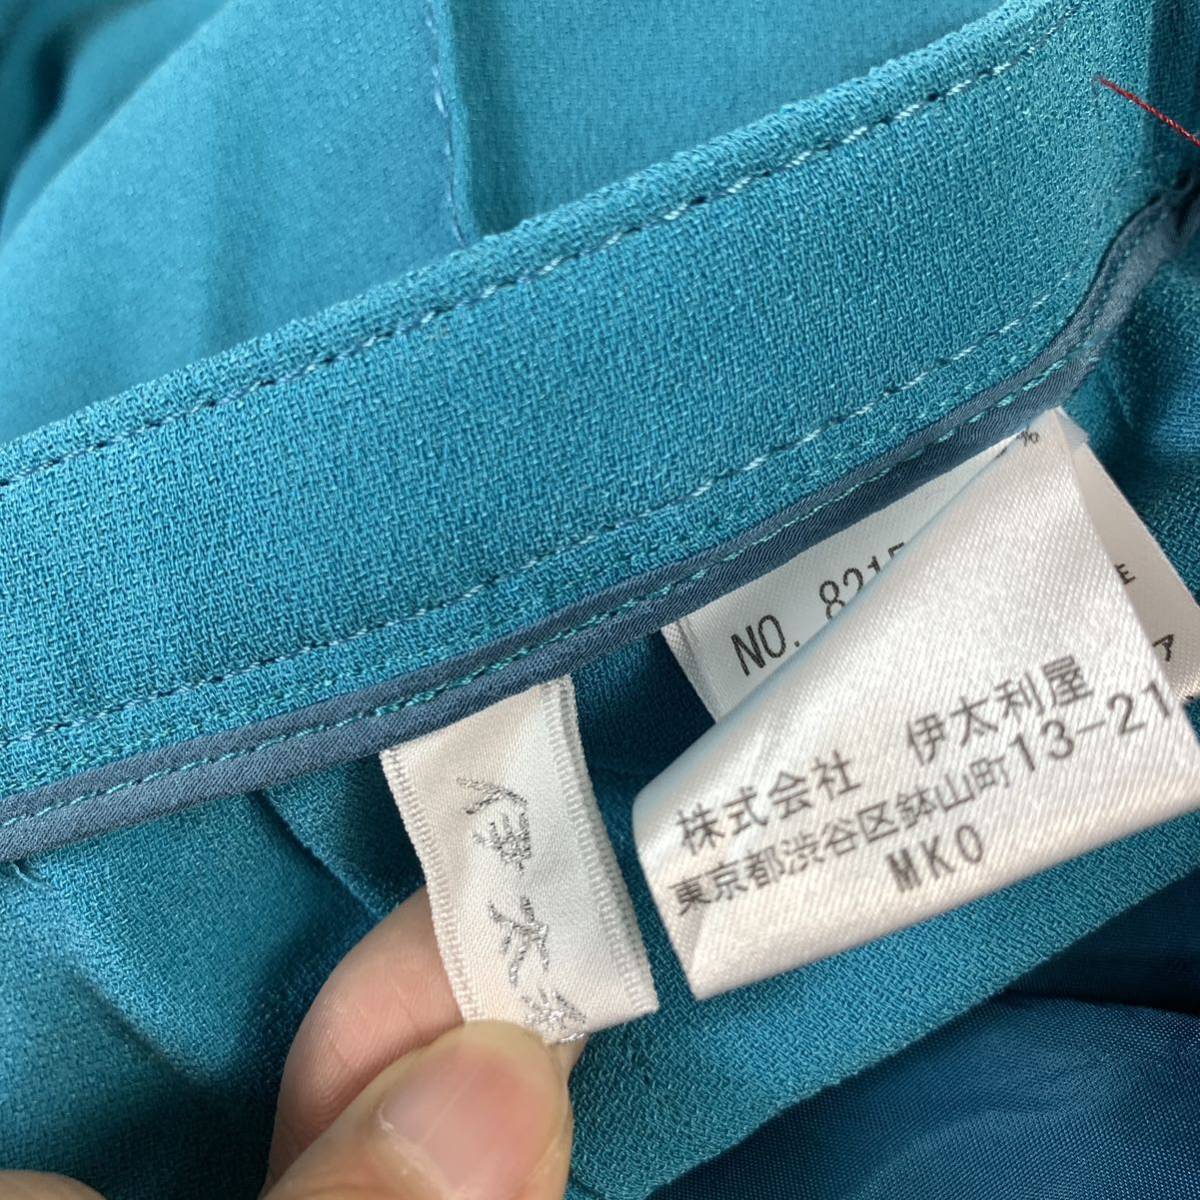 %
NO. 821
ア
株式会社 伊太利屋
東京都渋谷区鉢山町13-21
MKO